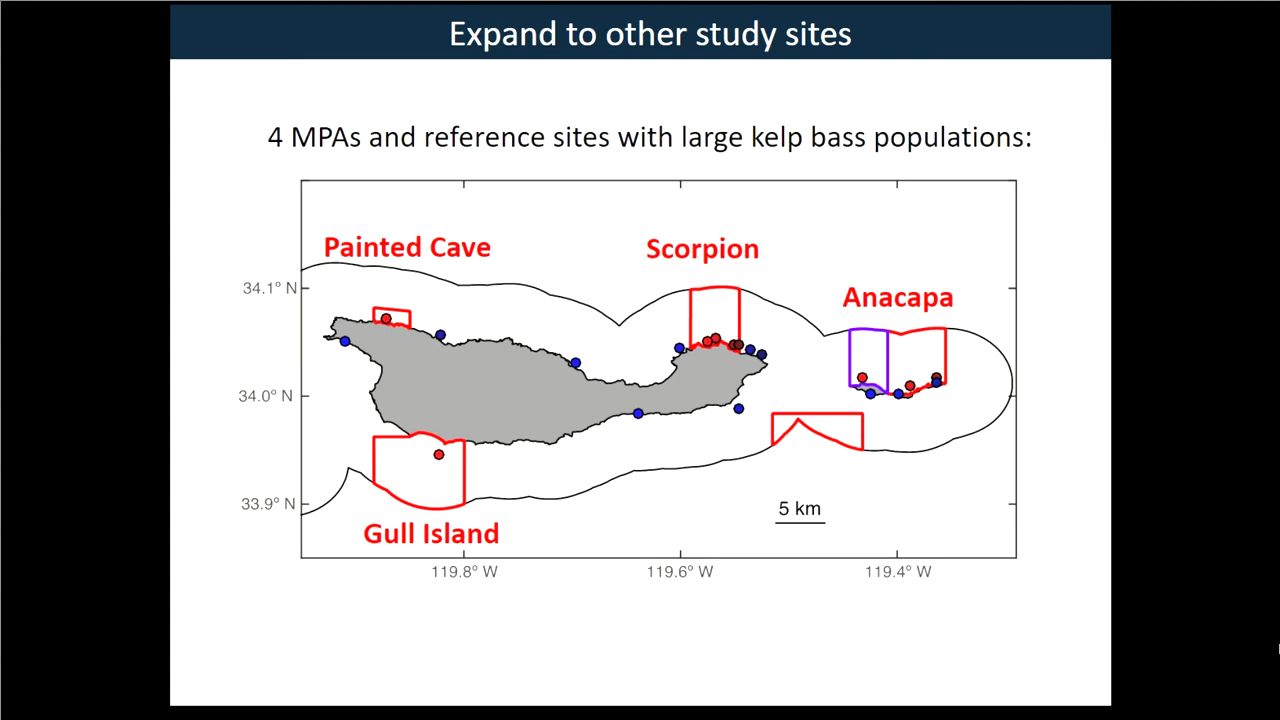 Expand to other study sites
4 MPAs and reference sites with large kelp bass populations:
Painted Cave
Scorpion
Anacapa
34.1° N
34.0° N
33.9° N
5 km
Gull Island
119.8° W
119.6° W
119.4° W